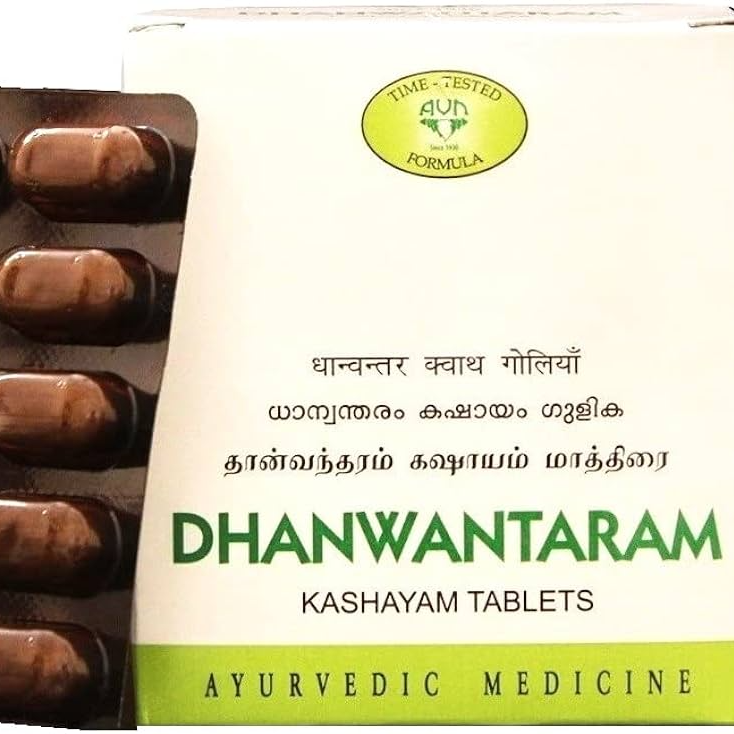 TIME - TESTED
AVN
Since 1930
FORMULA
धान्वन्तर क्वाथ गोलियाँ
ധാന്വന്തരം കഷായം ഗുളിക
தான்வந்தரம் கஷாயம் மாத்திரை
DHANWANTARAM
KASHAYAM TABLETS
AYURVEDIC MEDICINE